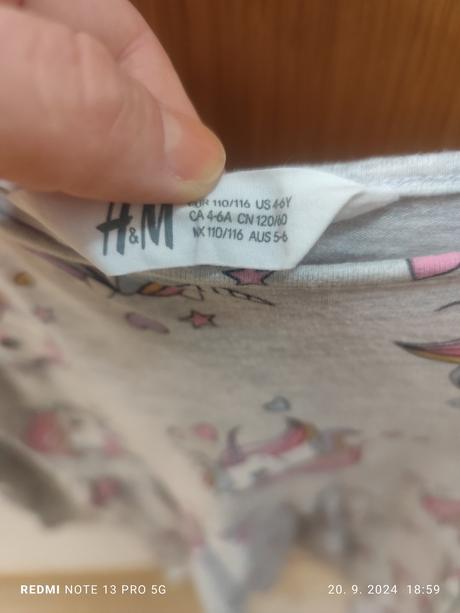 H&M
EUR 110/116 US 4-6Y
CA 4-6A CN 120/60
MX 110/116 AUS 5-6
REDMI NOTE 13 PRO 5G
20. 9. 2024 18:59